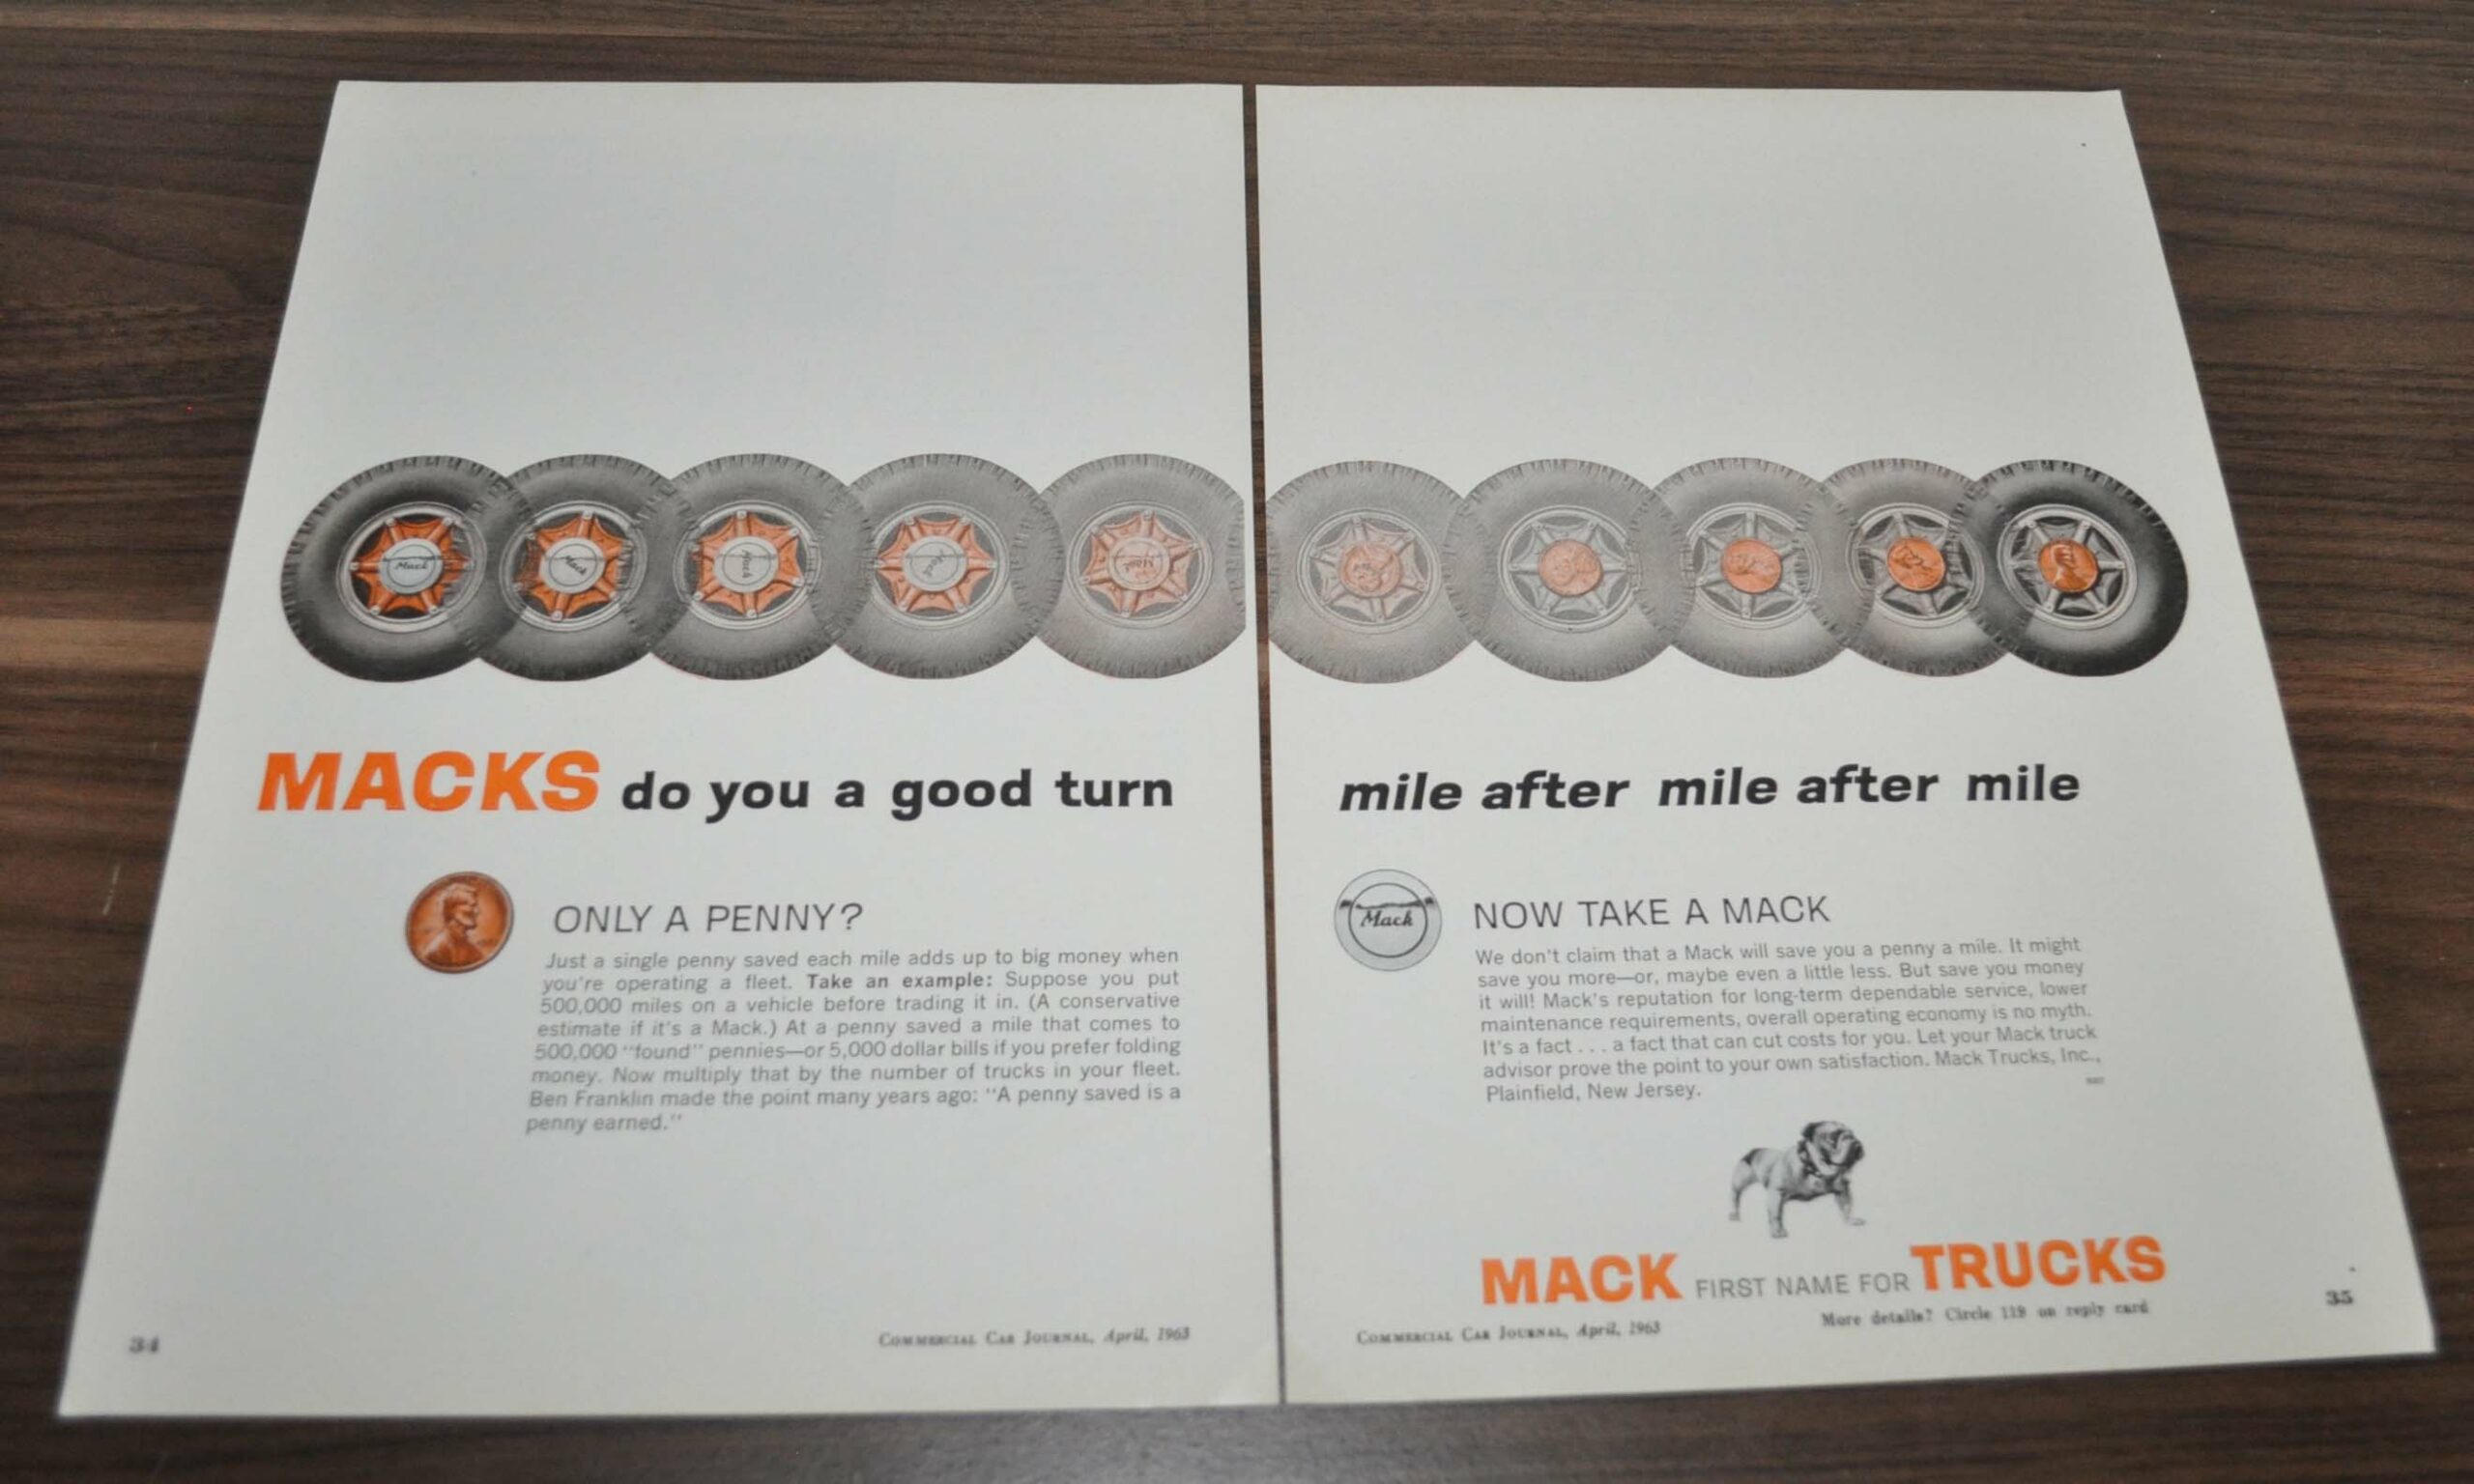 Mack
Mack
Mack
Mack
Mack
MACKS do you a good turn
ONLY A PENNY?
Just a single penny saved each mile adds up to big money when
you're operating a fleet. Take an example: Suppose you put
500,000 miles on a vehicle before trading it in. (A conservative
estimate if it's a Mack.) At a penny saved a mile that comes to
500,000 "found" pennies—or 5,000 dollar bills if you prefer folding
money. Now multiply that by the number of trucks in your fleet.
Ben Franklin made the point many years ago: "A penny saved is a
penny earned."
34
COMMERCIAL CAR JOURNAL, April, 1963
mile after mile after mile
Mack
NOW TAKE A MACK
We don't claim that a Mack will save you a penny a mile. It might
save you more—or, maybe even a little less. But save you money
it will! Mack's reputation for long-term dependable service, lower
maintenance requirements, overall operating economy is no myth.
It's a fact . . . a fact that can cut costs for you. Let your Mack truck
advisor prove the point to your own satisfaction. Mack Trucks, Inc.,
Plainfield, New Jersey.
MACK FIRST NAME FOR TRUCKS
More details? Circle 119 on reply card
COMMERCIAL CAR JOURNAL, April, 1963
35